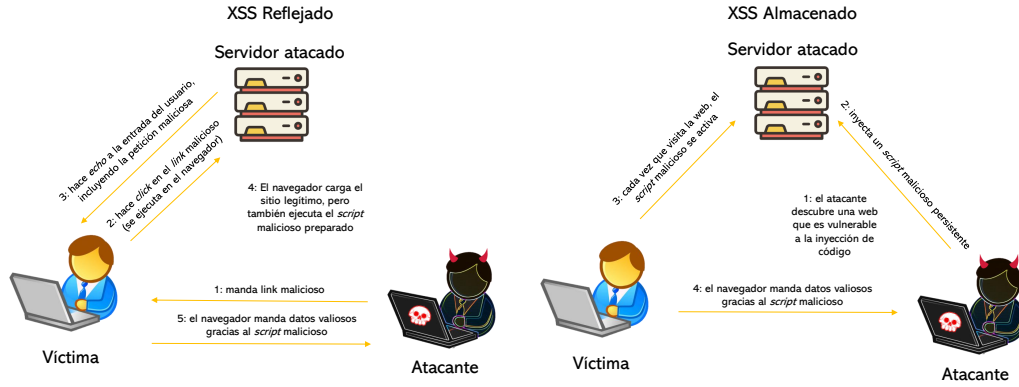 XSS Reflejado
Servidor atacado
3: hace echo a la entrada del usuario,
incluyendo la petición maliciosa
2: hace click en el link malicioso
(se ejecuta en el navegador)
4: El navegador carga el
sitio legítimo, pero
también ejecuta el script
malicioso preparado
1: manda link malicioso
5: el navegador manda datos valiosos
gracias al script malicioso
Víctima
Atacante
XSS Almacenado
Servidor atacado
3: cada vez que visita la web, el
script malicioso se activa
2: inyecta un script malicioso persistente
1: el atacante
descubre una web
que es vulnerable
a la inyección de
código
4: el navegador manda datos valiosos
gracias al script malicioso
Víctima
Atacante